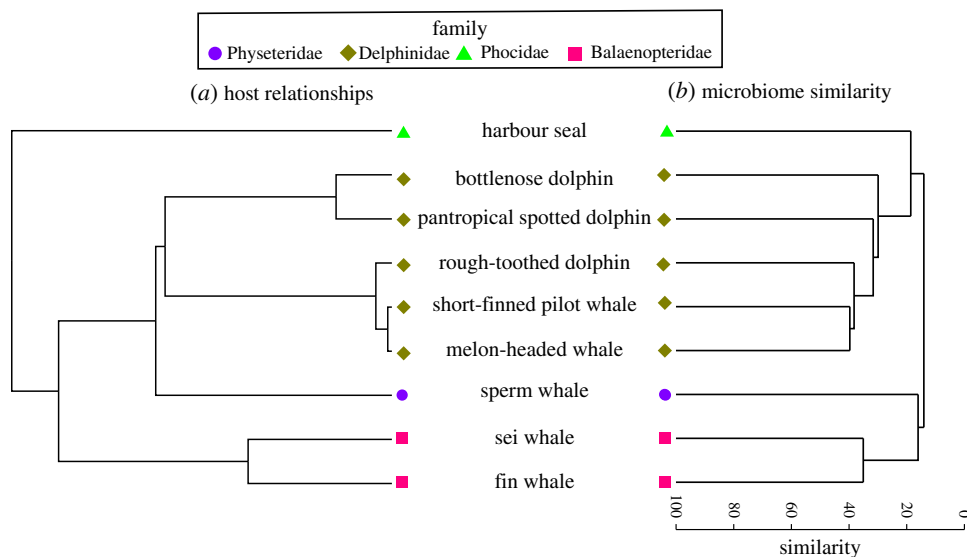 family
Physeteridae Delphinidae Phocidae Balaenopteridae
(a) host relationships
(b) microbiome similarity
harbour seal
bottlenose dolphin
pantropical spotted dolphin
rough-toothed dolphin
short-finned pilot whale
melon-headed whale
sperm whale
sei whale
fin whale
100 80 60 40 20 0
similarity